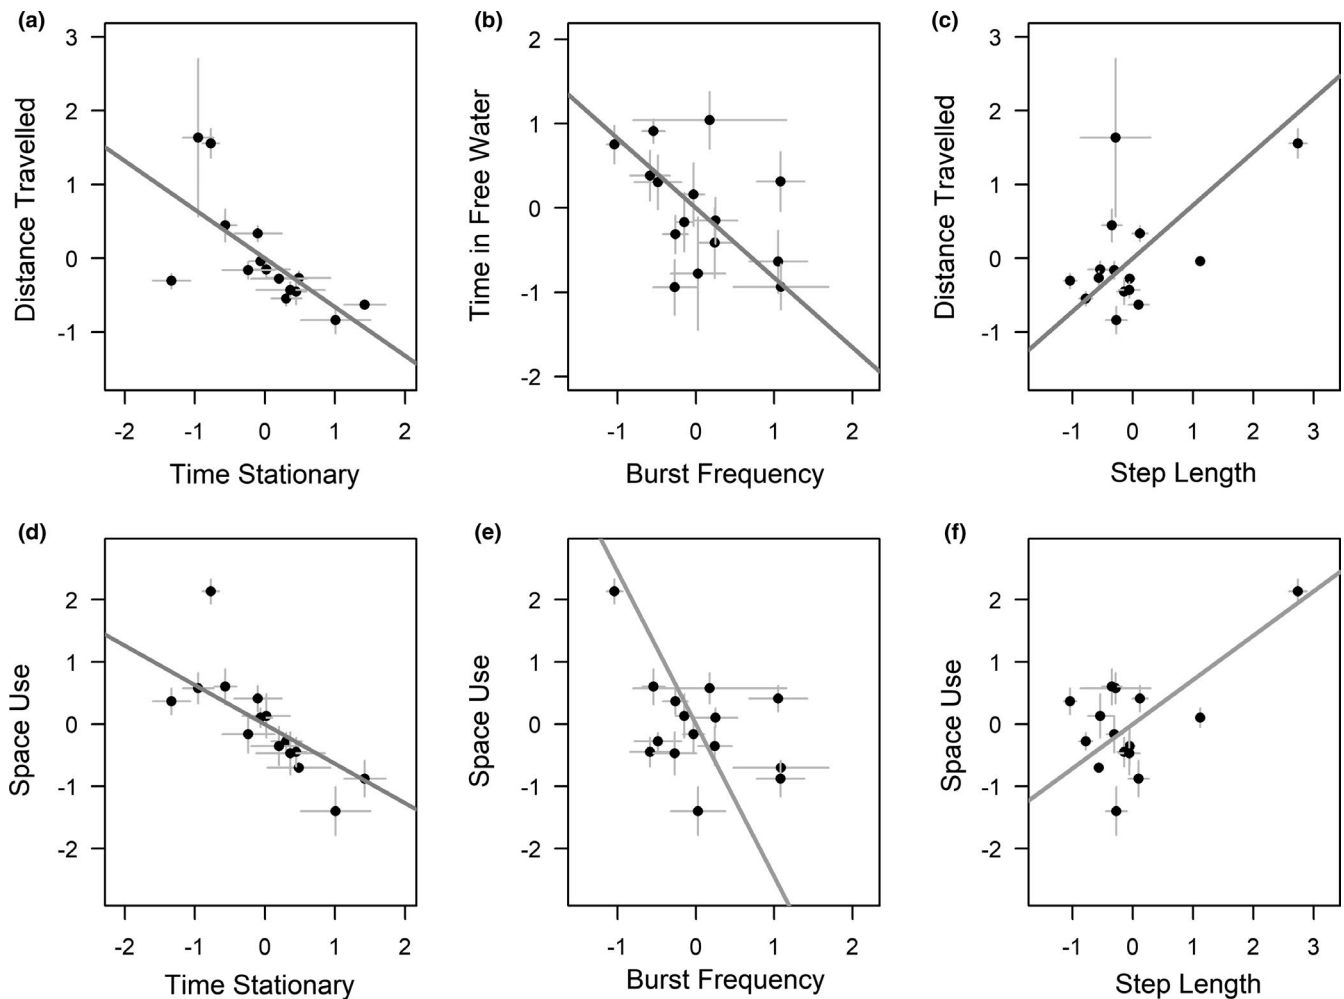 (a)
3
2
1
0
-1
Distance Travelled
-2 -1 0 1 2
Time Stationary
(b)
2
1
0
-1
-2
Time in Free Water
-1 0 1 2
Burst Frequency
(c)
3
2
1
0
-1
Distance Travelled
-1 0 1 2 3
Step Length
(d)
2
1
0
-1
-2
Space Use
-2 -1 0 1 2
Time Stationary
(e)
2
1
0
-1
-2
Space Use
-1 0 1 2
Burst Frequency
(f)
2
1
0
-1
-2
Space Use
-1 0 1 2 3
Step Length